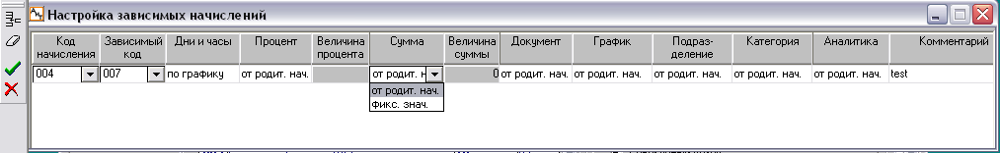 Настройка зависимых начислений
Код начисления Зависимый код Дни и часы Процент Величина процента Сумма Величина суммы Документ График Подраз-деление Категория Аналитика Комментарий
004 007 по графику от родит. нач. от родит. н 0 от родит. нач. от родит. нач. от родит. нач. от родит. нач. от родит. нач. test
от родит. нач.
фикс. знач.